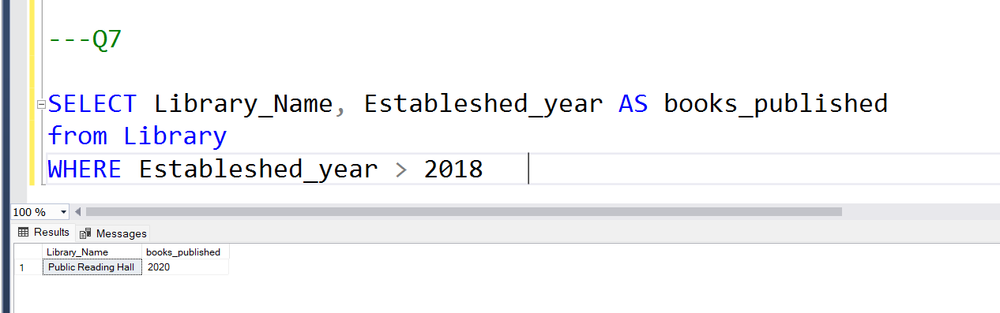 ---Q7
SELECT Library_Name, Estableshed_year AS books_published
from Library
WHERE Estableshed_year > 2018
100 %
Results Messages
Library_Name books_published
1 Public Reading Hall 2020